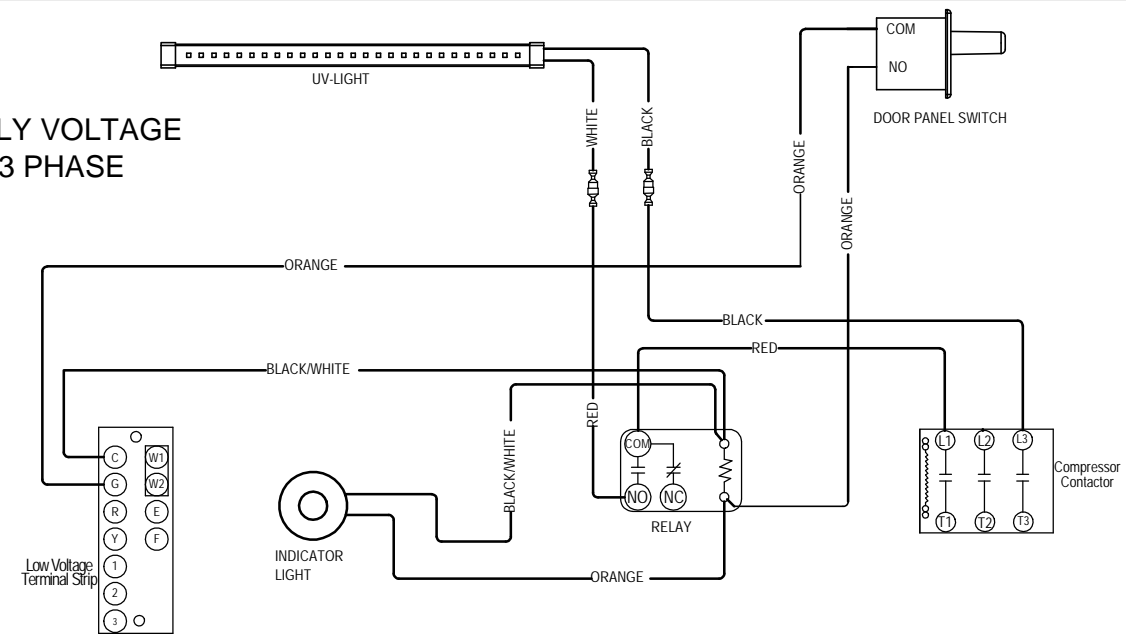 COM
NO
DOOR PANEL SWITCH
UV-LIGHT
LY VOLTAGE
3 PHASE
WHITE
BLACK
ORANGE
ORANGE
ORANGE
BLACK
RED
BLACK/WHITE
RED
BLACK/WHITE
C
W1
G
W2
R
E
Y
F
1
2
3
Low Voltage
Terminal Strip
INDICATOR
LIGHT
ORANGE
COM
NO
NC
RELAY
L1
L2
L3
T1
T2
T3
Compressor
Contactor